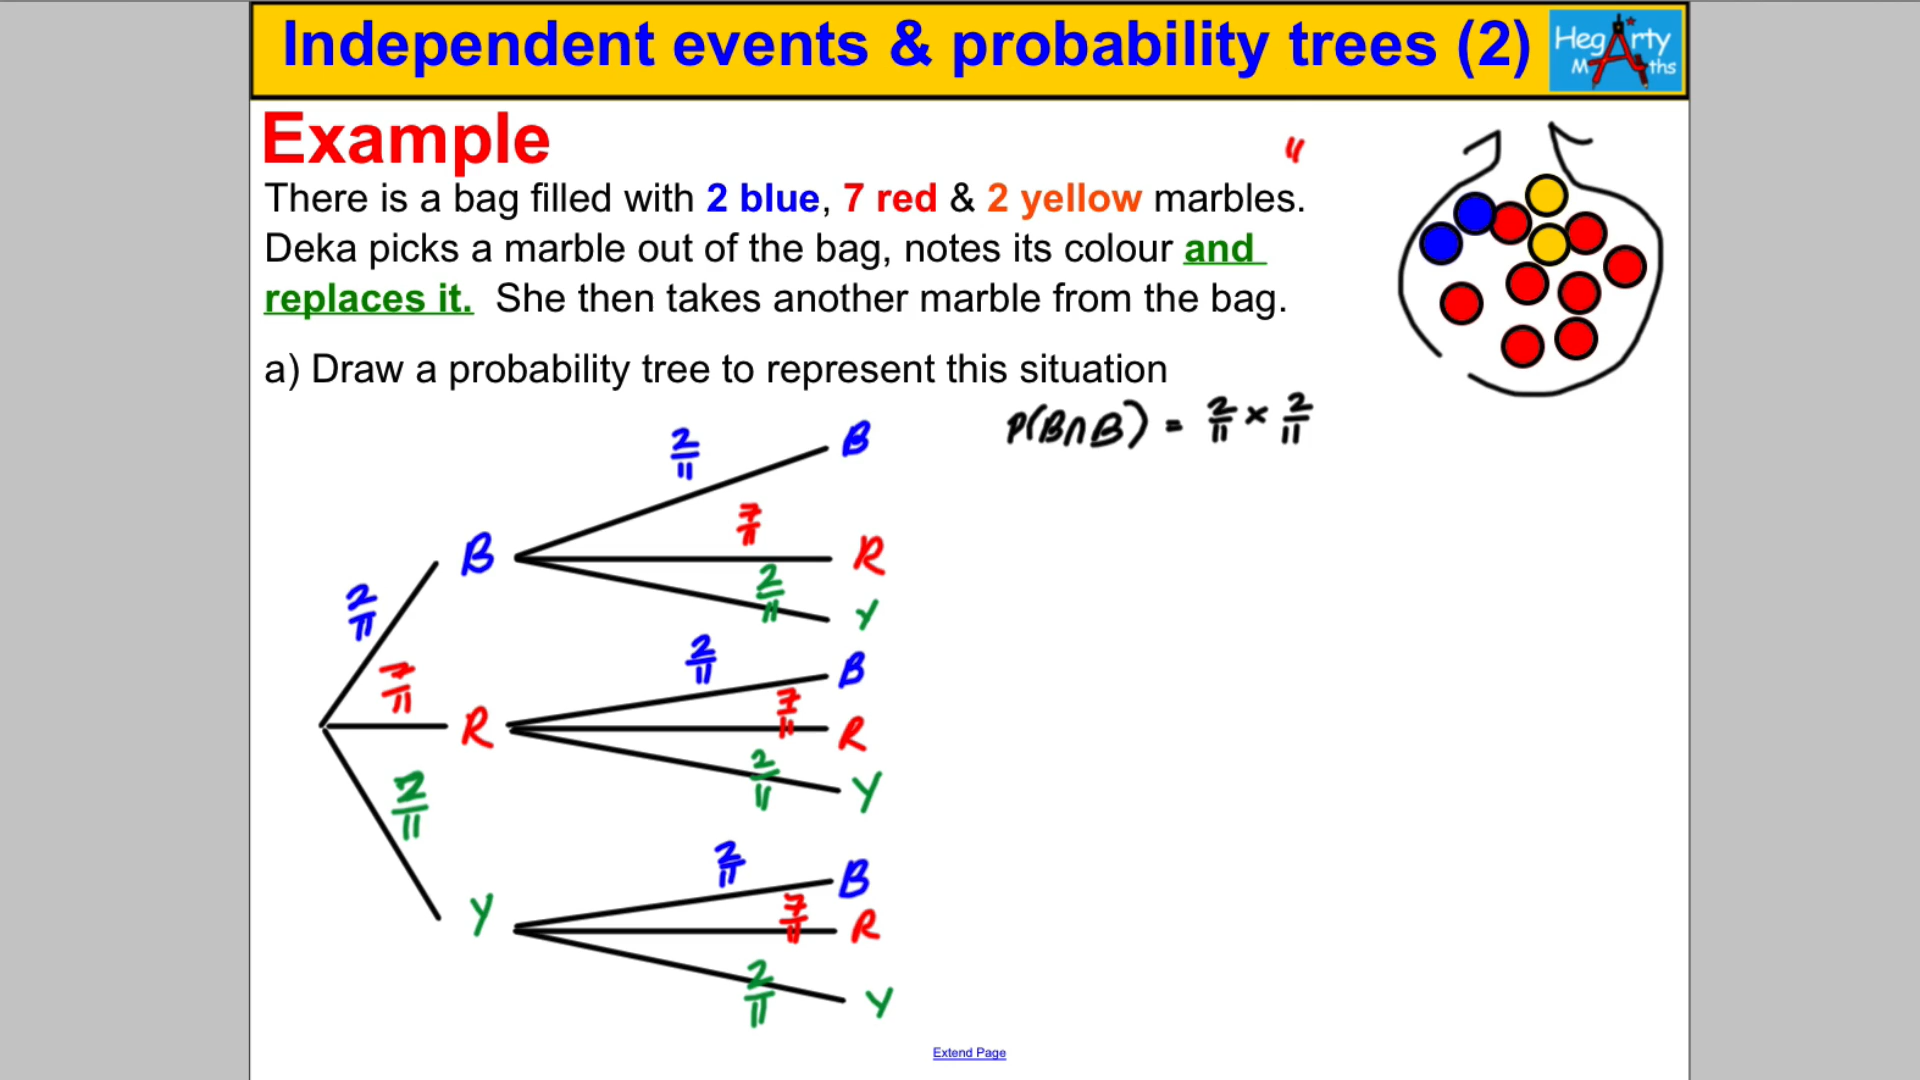 Independent events & probability trees (2)
HegArty
Maths
Example
11
There is a bag filled with 2 blue, 7 red & 2 yellow marbles.
Deka picks a marble out of the bag, notes its colour and
replaces it. She then takes another marble from the bag.
a) Draw a probability tree to represent this situation
P(B∩B) = 2/11 × 2/11
2/11 B
7/11
B R
2/11
2/11 Y
2/11 B
7/11 7/11
R R
2/11 Y
2/11
2/11 B
7/11
Y R
2/11 Y
Extend Page